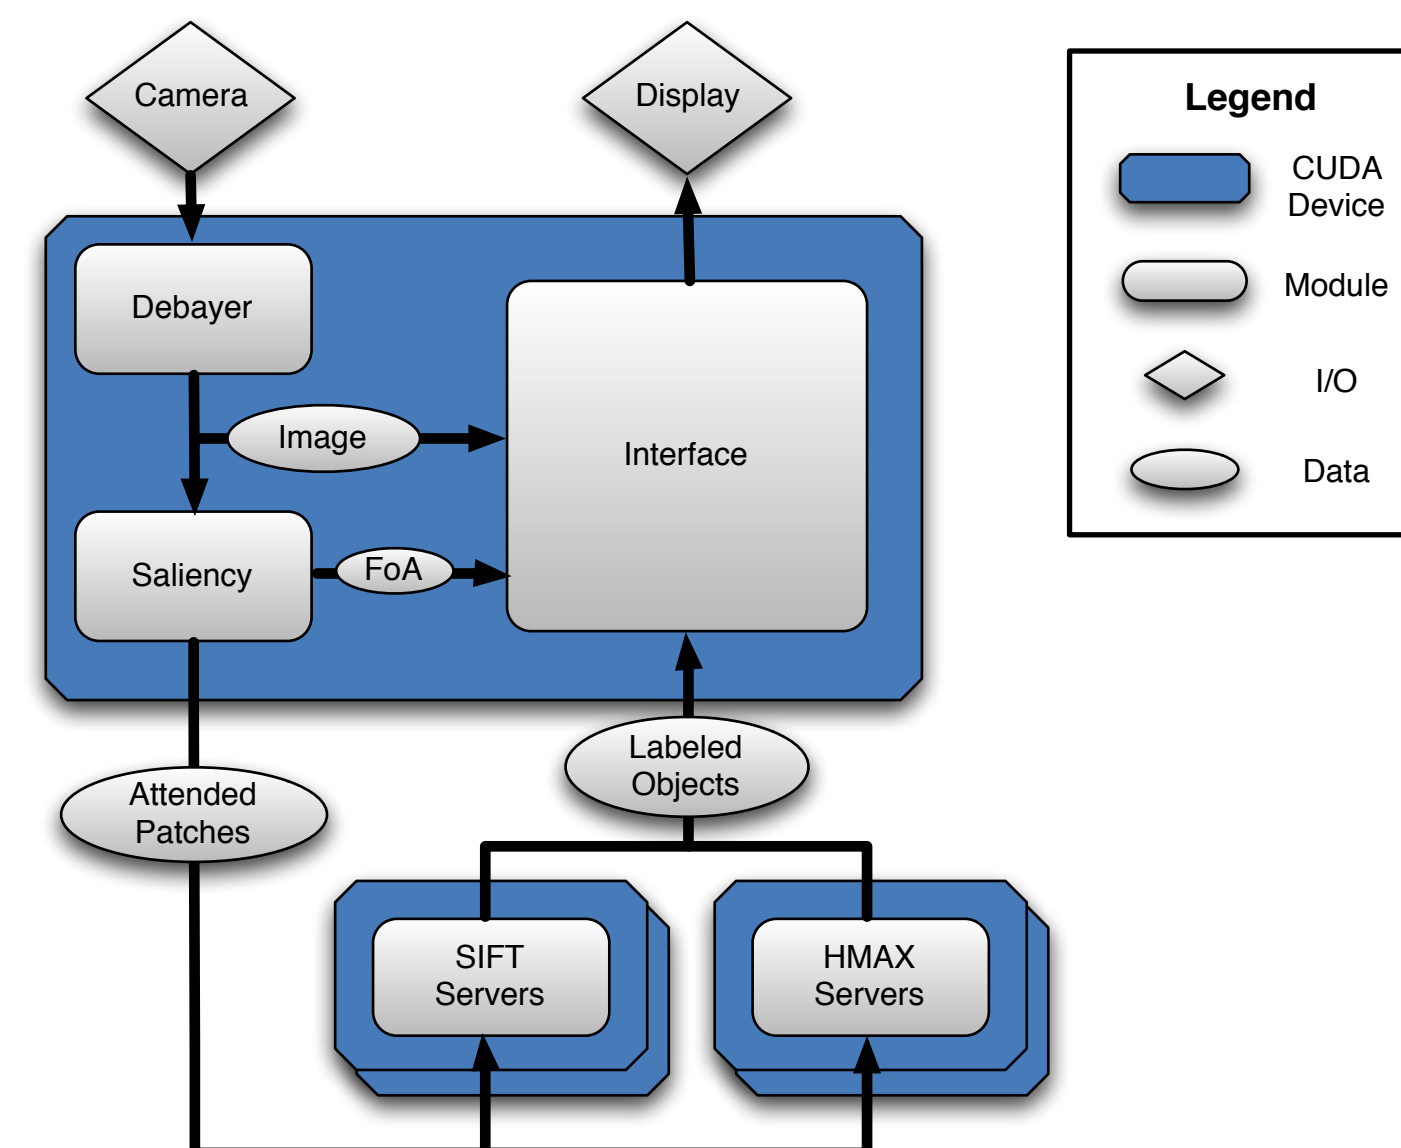 Camera
Display
Legend
CUDA
Device
Module
I/O
Data
Debayer
Image
Interface
Saliency
FoA
Labeled
Objects
Attended
Patches
SIFT
Servers
HMAX
Servers